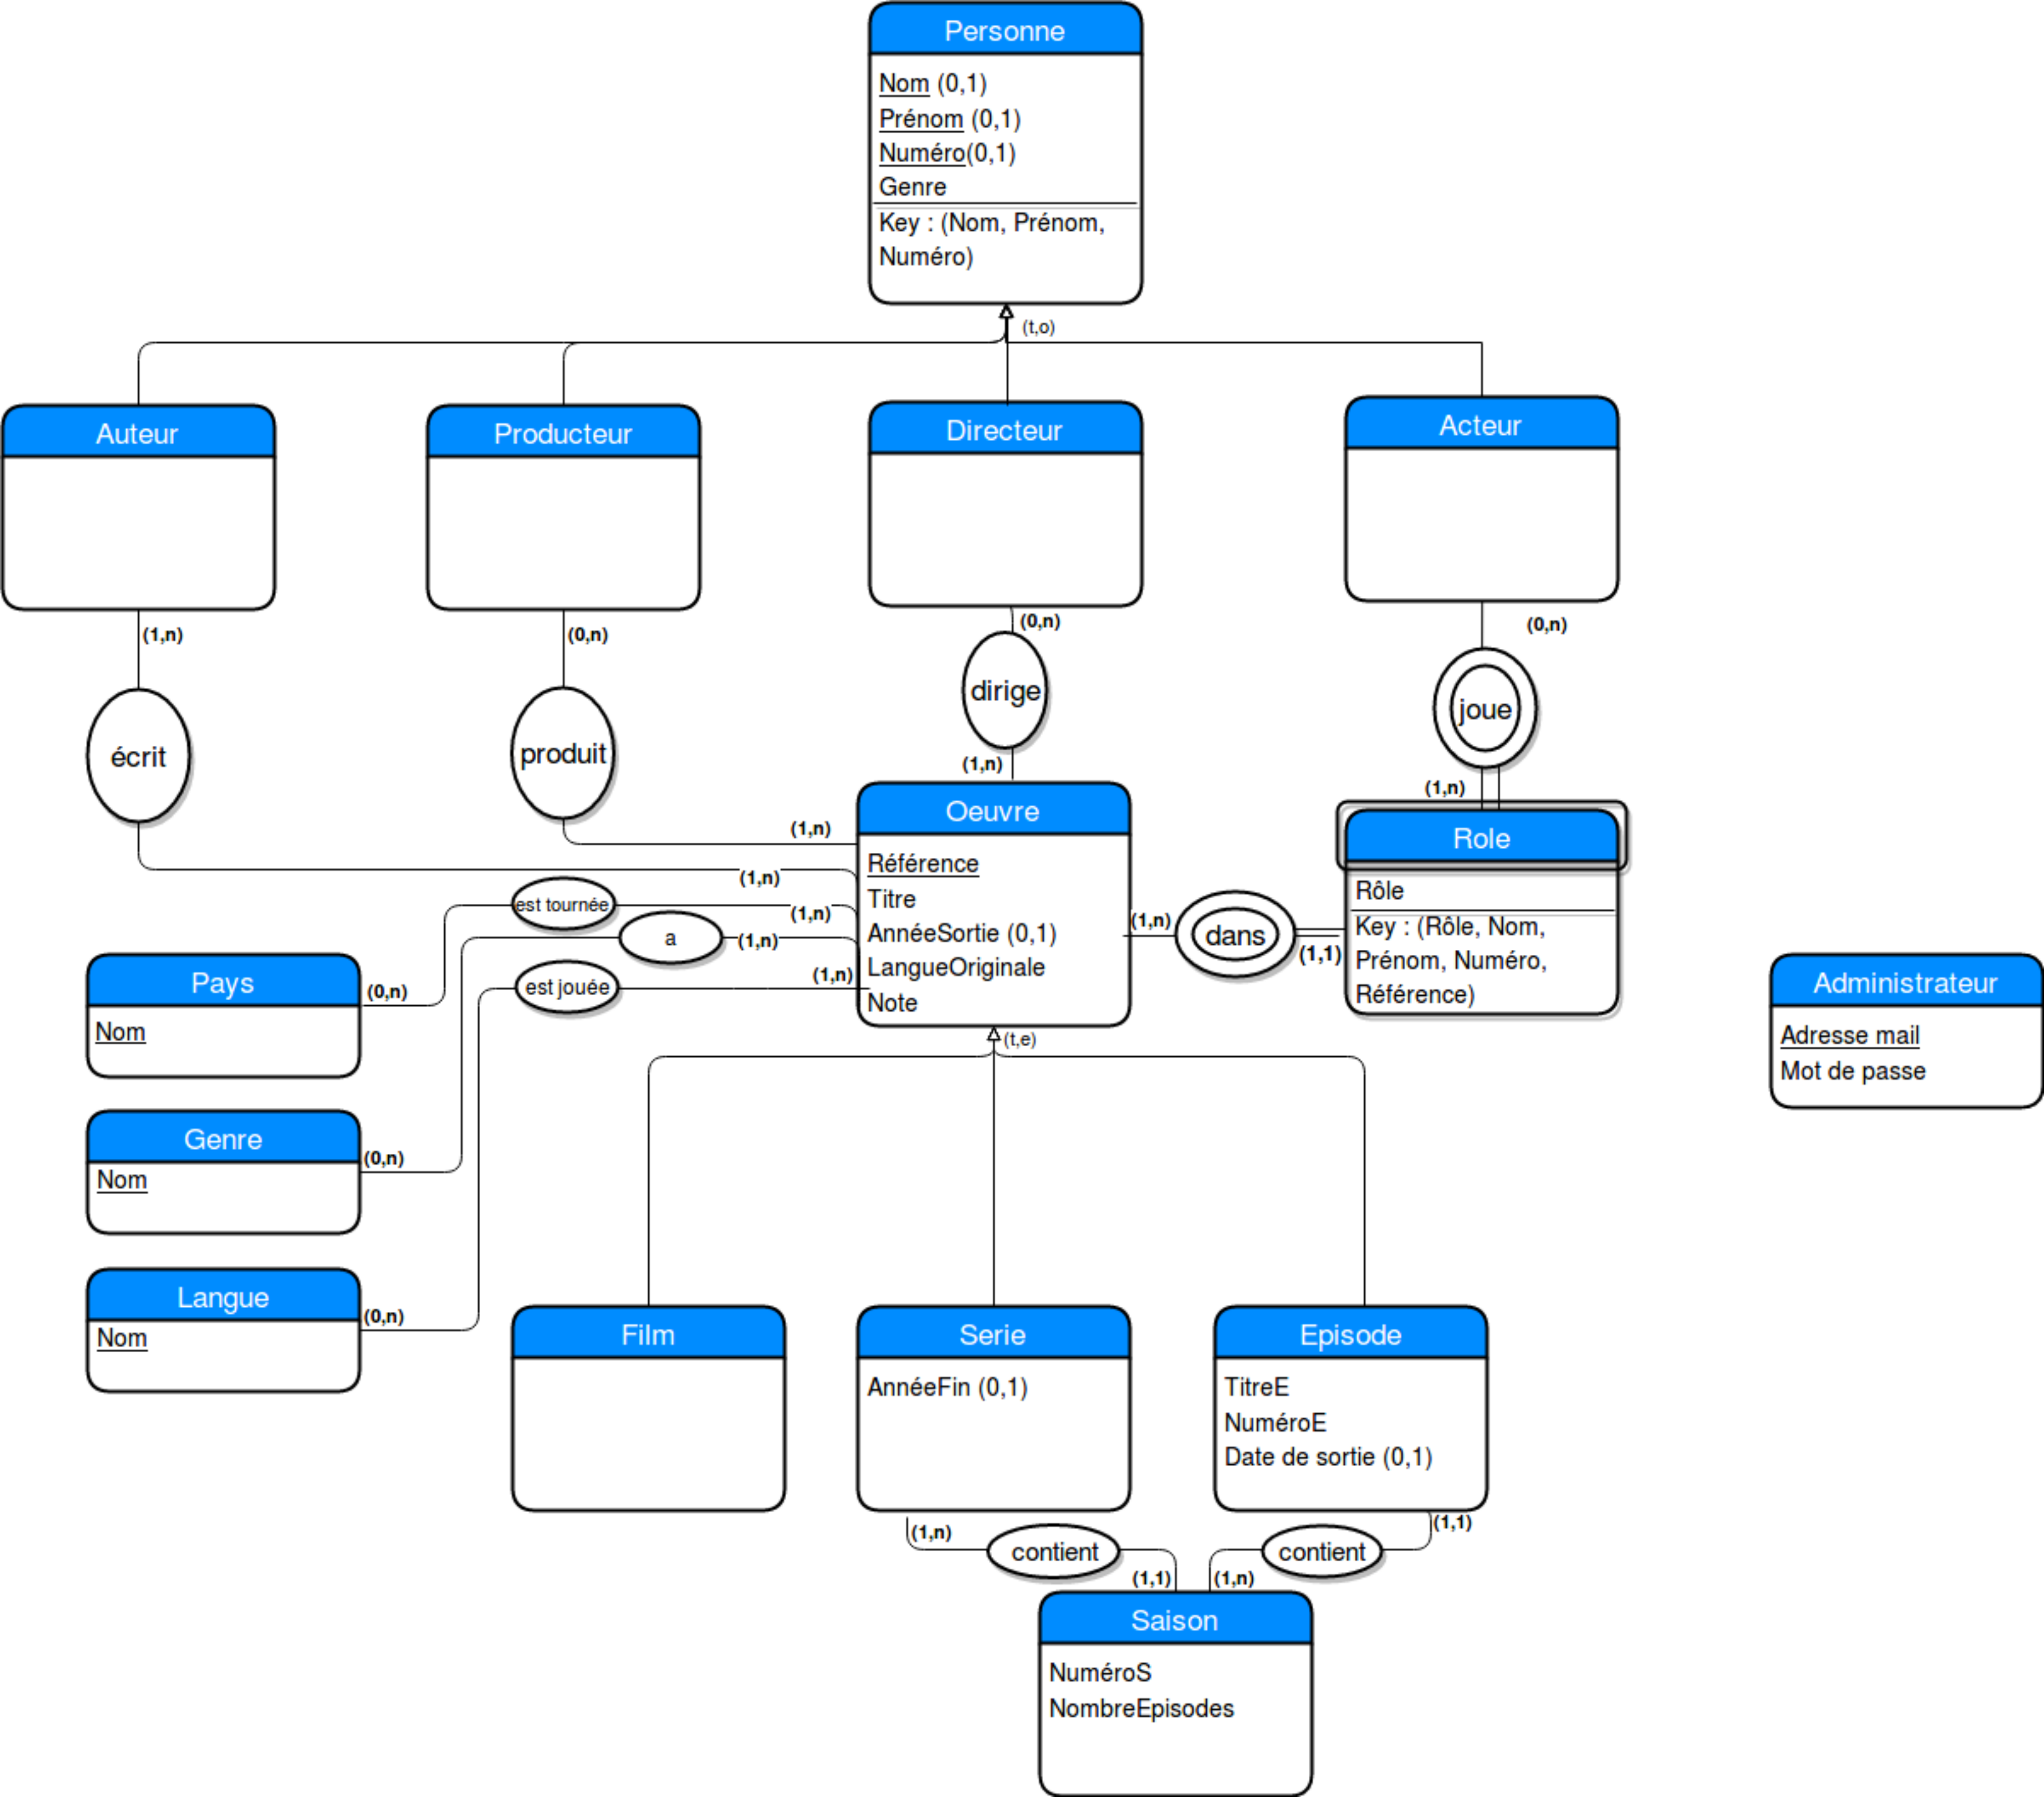 Personne
Nom (0,1)
Prénom (0,1)
Numéro(0,1)
Genre
Key : (Nom, Prénom,
Numéro)
(t,o)
Auteur
Producteur
Directeur
Acteur
(1,n)
(0,n)
(0,n)
(0,n)
écrit
produit
dirige
joue
(1,n)
(1,n)
(1,n)
(1,n)
Oeuvre
Référence
Titre
AnnéeSortie (0,1)
LangueOriginale
Note
Role
Rôle
Key : (Rôle, Nom,
Prénom, Numéro,
Référence)
(1,n)
dans
(1,1)
est tournée
(1,n)
a
(1,n)
est jouée
(1,n)
Pays
Nom
(0,n)
Genre
Nom
(0,n)
Langue
Nom
(0,n)
Administrateur
Adresse mail
Mot de passe
(t,e)
Film
Serie
AnnéeFin (0,1)
Episode
TitreE
NuméroE
Date de sortie (0,1)
(1,n)
contient
(1,1)
(1,1)
contient
(1,n)
Saison
NuméroS
NombreEpisodes